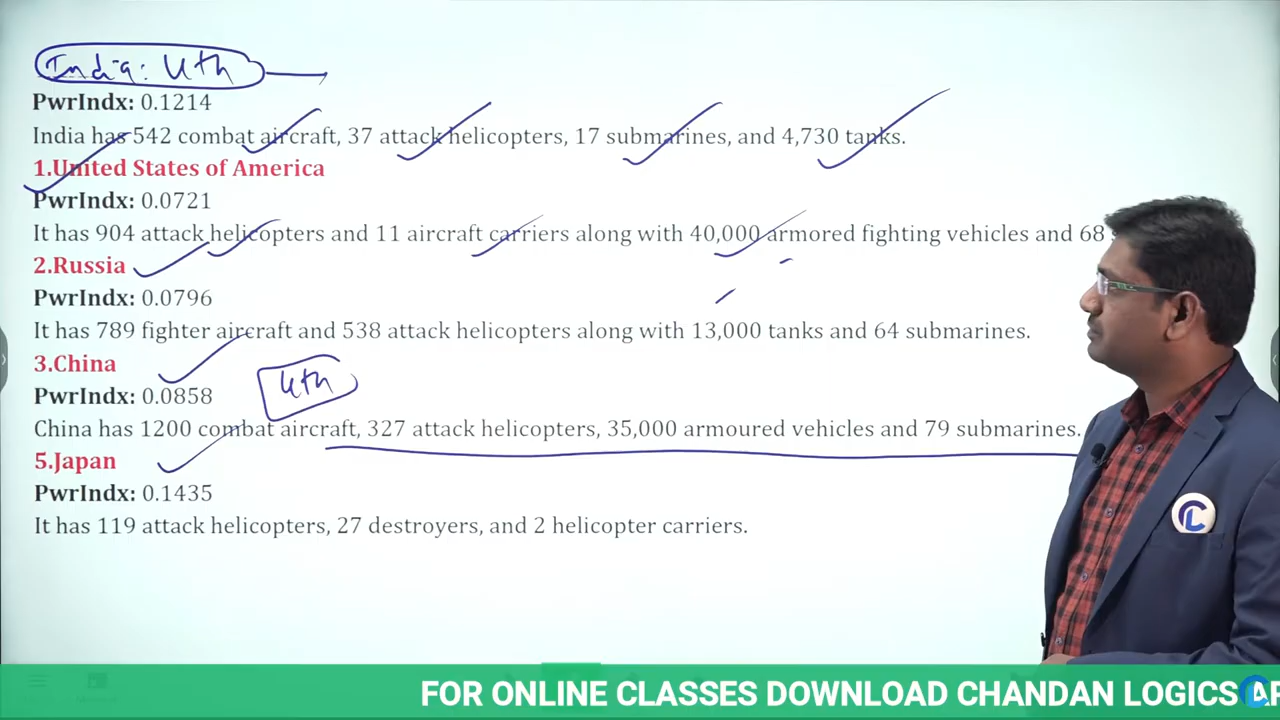 India: 4th
PwrIndx: 0.1214
India has 542 combat aircraft, 37 attack helicopters, 17 submarines, and 4,730 tanks.
1.United States of America
PwrIndx: 0.0721
It has 904 attack helicopters and 11 aircraft carriers along with 40,000 armored fighting vehicles and 68
2.Russia
PwrIndx: 0.0796
It has 789 fighter aircraft and 538 attack helicopters along with 13,000 tanks and 64 submarines.
3.China
4th
PwrIndx: 0.0858
China has 1200 combat aircraft, 327 attack helicopters, 35,000 armoured vehicles and 79 submarines.
5.Japan
PwrIndx: 0.1435
It has 119 attack helicopters, 27 destroyers, and 2 helicopter carriers.
FOR ONLINE CLASSES DOWNLOAD CHANDAN LOGICS